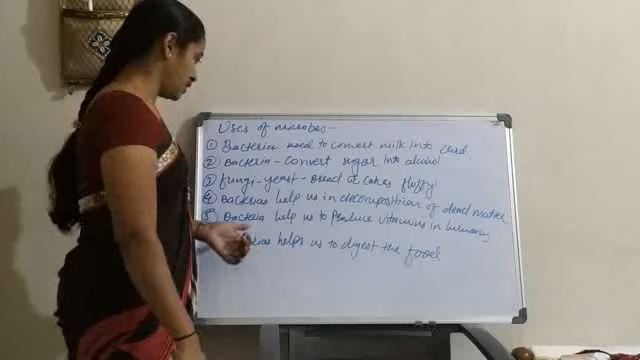 Uses of microbes -
① Bacterias used to convert milk into curd
② Bacteria - convert sugar into alcohol
③ fungi - yeast - Bread & Cakes fluffy
④ Bacterias help us in decomposition of dead matter
⑤ Bacteria help us to Produce vitamins in humans
helps us to digest the food